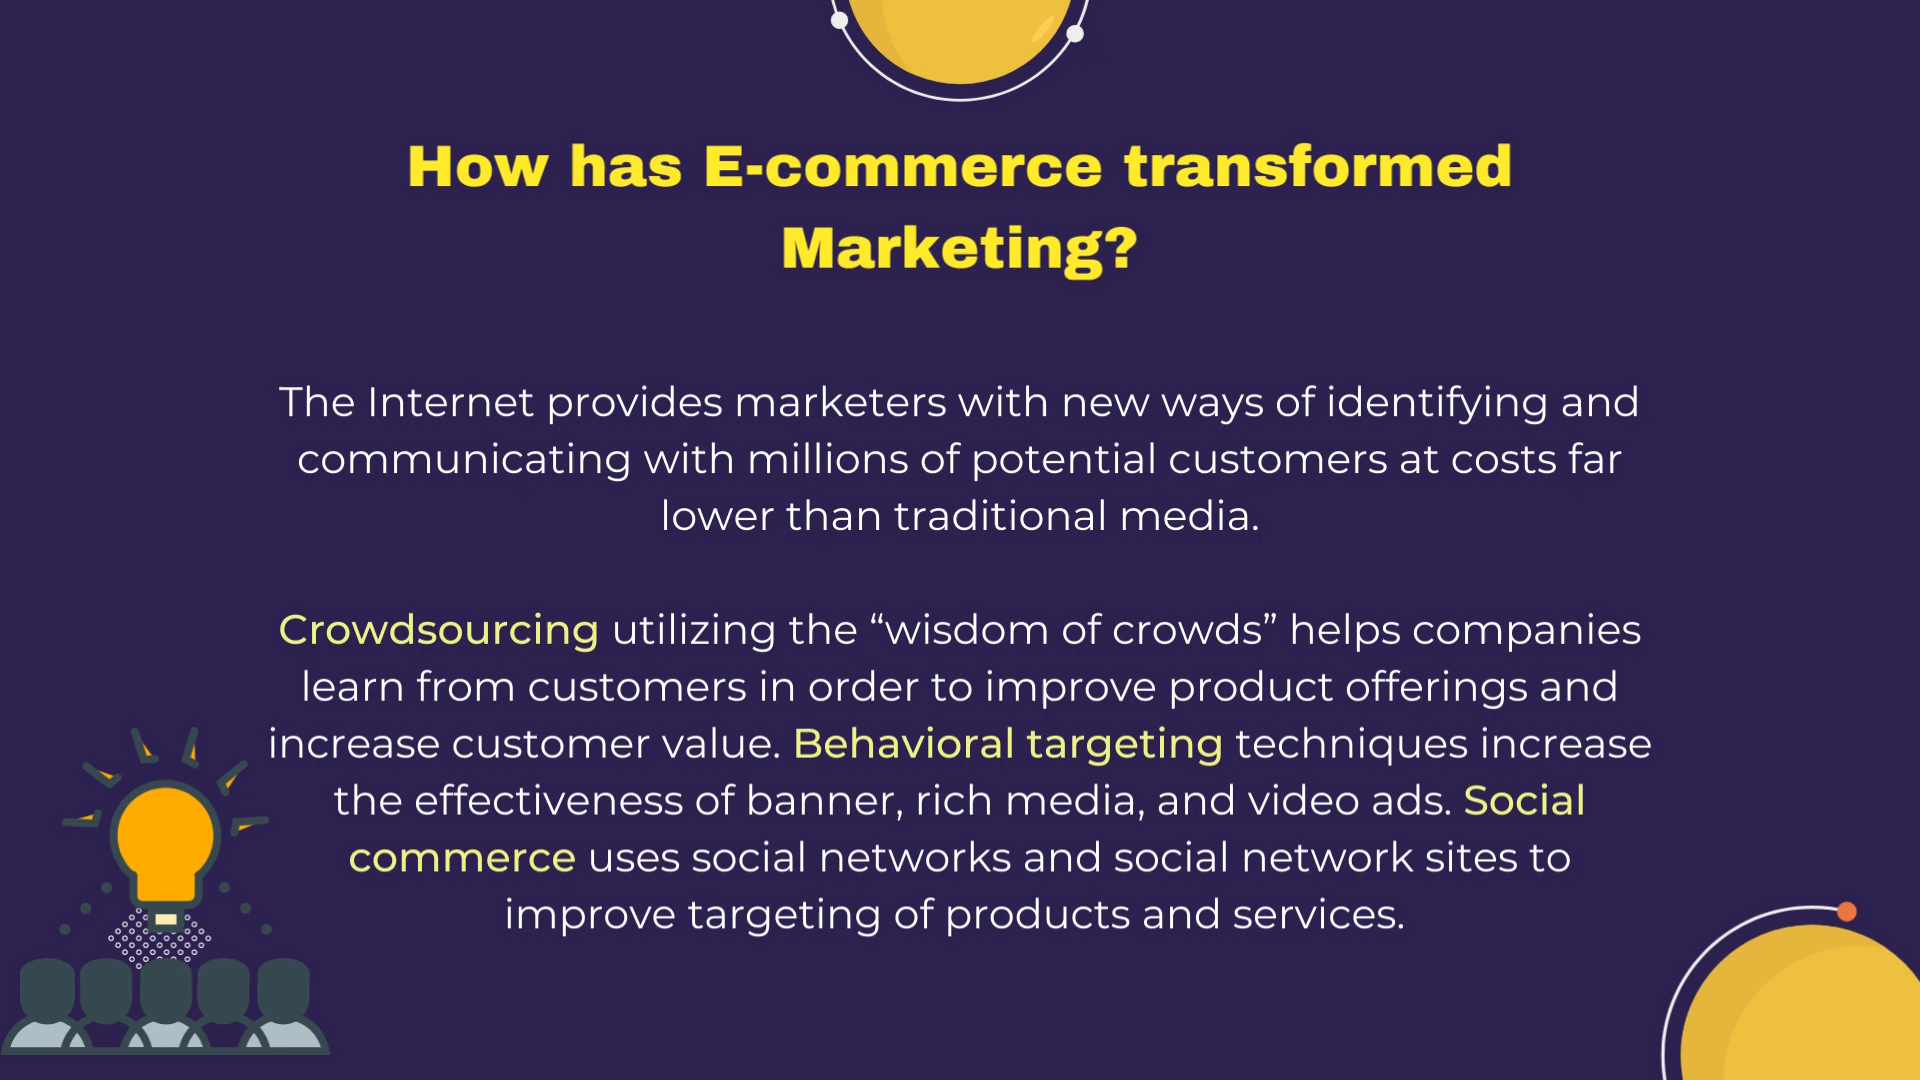 How has E-commerce transformed
Marketing?
The Internet provides marketers with new ways of identifying and
communicating with millions of potential customers at costs far
lower than traditional media.
Crowdsourcing utilizing the “wisdom of crowds” helps companies
learn from customers in order to improve product offerings and
increase customer value. Behavioral targeting techniques increase
the effectiveness of banner, rich media, and video ads. Social
commerce uses social networks and social network sites to
improve targeting of products and services.